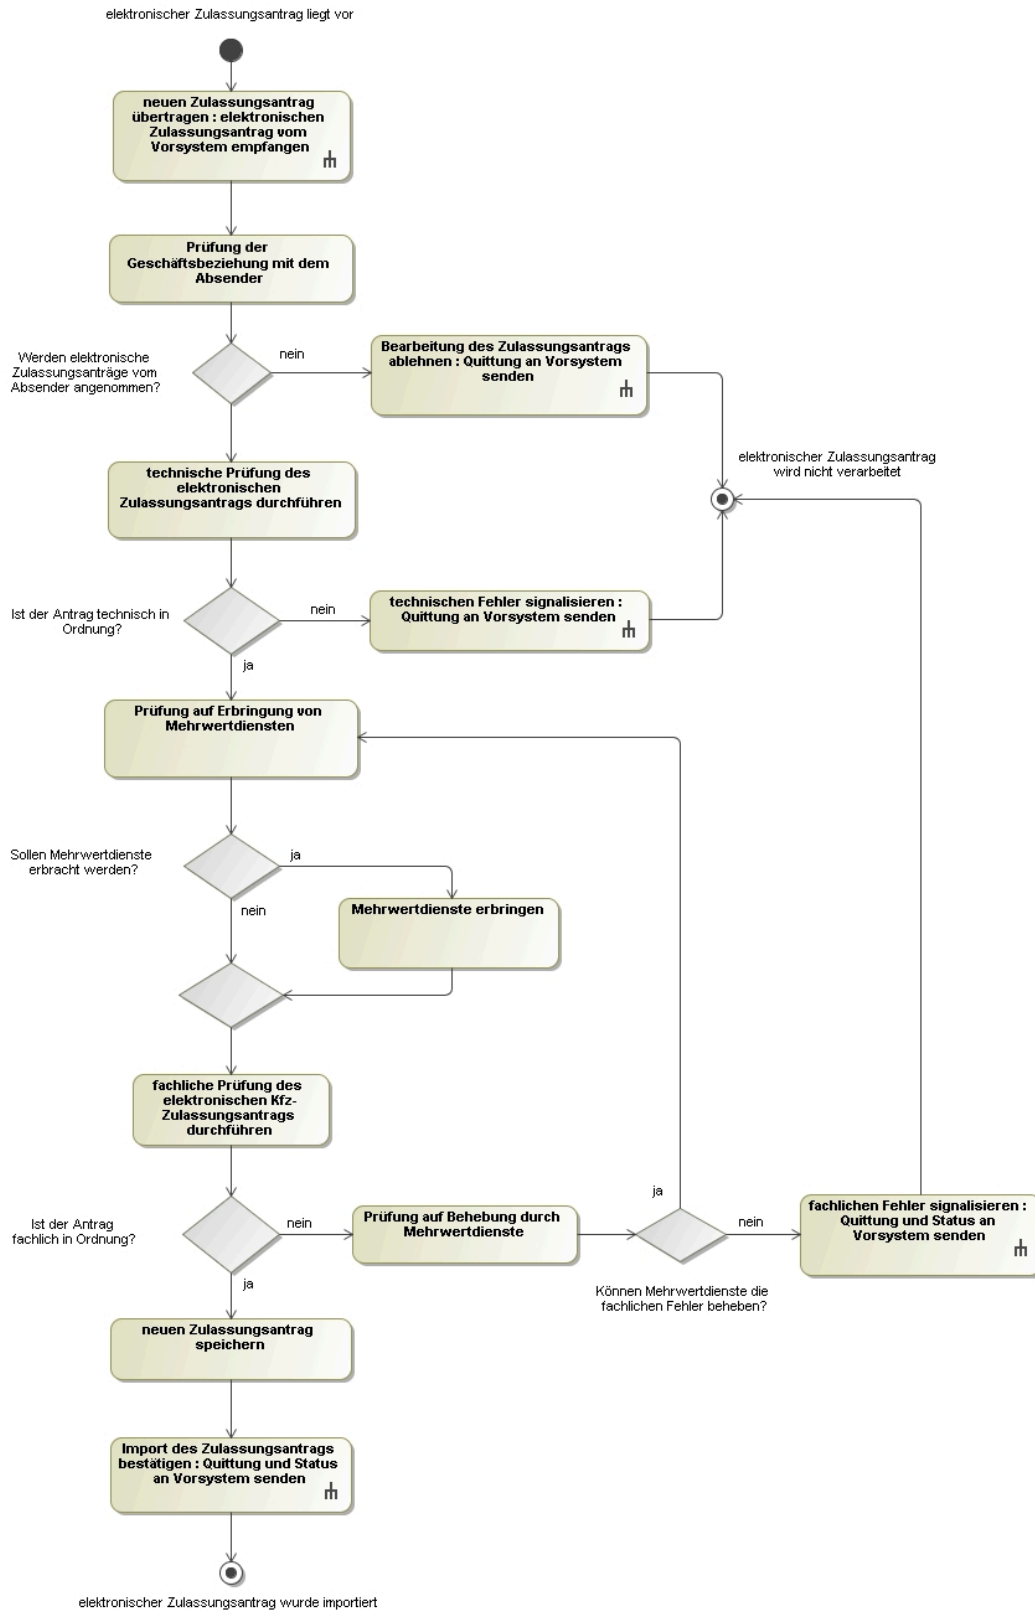 elektronischer Zulassungsantrag liegt vor
neuen Zulassungsantrag
übertragen : elektronischen
Zulassungsantrag vom
Vorsystem empfangen
Prüfung der
Geschäftsbeziehung mit dem
Absender
Werden elektronische
Zulassungsanträge vom
Absender angenommen?
nein
Bearbeitung des Zulassungsantrags
ablehnen : Quittung an Vorsystem
senden
elektronischer Zulassungsantrag
wird nicht verarbeitet
technische Prüfung des
elektronischen
Zulassungsantrags durchführen
Ist der Antrag technisch in
Ordnung?
nein
technischen Fehler signalisieren :
Quittung an Vorsystem senden
ja
Prüfung auf Erbringung von
Mehrwertdiensten
Sollen Mehrwertdienste
erbracht werden?
ja
nein
Mehrwertdienste erbringen
fachliche Prüfung des
elektronischen Kfz-
Zulassungsantrags
durchführen
Ist der Antrag
fachlich in Ordnung?
nein
Prüfung auf Behebung durch
Mehrwertdienste
ja
nein
fachlichen Fehler signalisieren :
Quittung und Status an
Vorsystem senden
Können Mehrwertdienste die
fachlichen Fehler beheben?
ja
neuen Zulassungsantrag
speichern
Import des Zulassungsantrags
bestätigen : Quittung und Status
an Vorsystem senden
elektronischer Zulassungsantrag wurde importiert